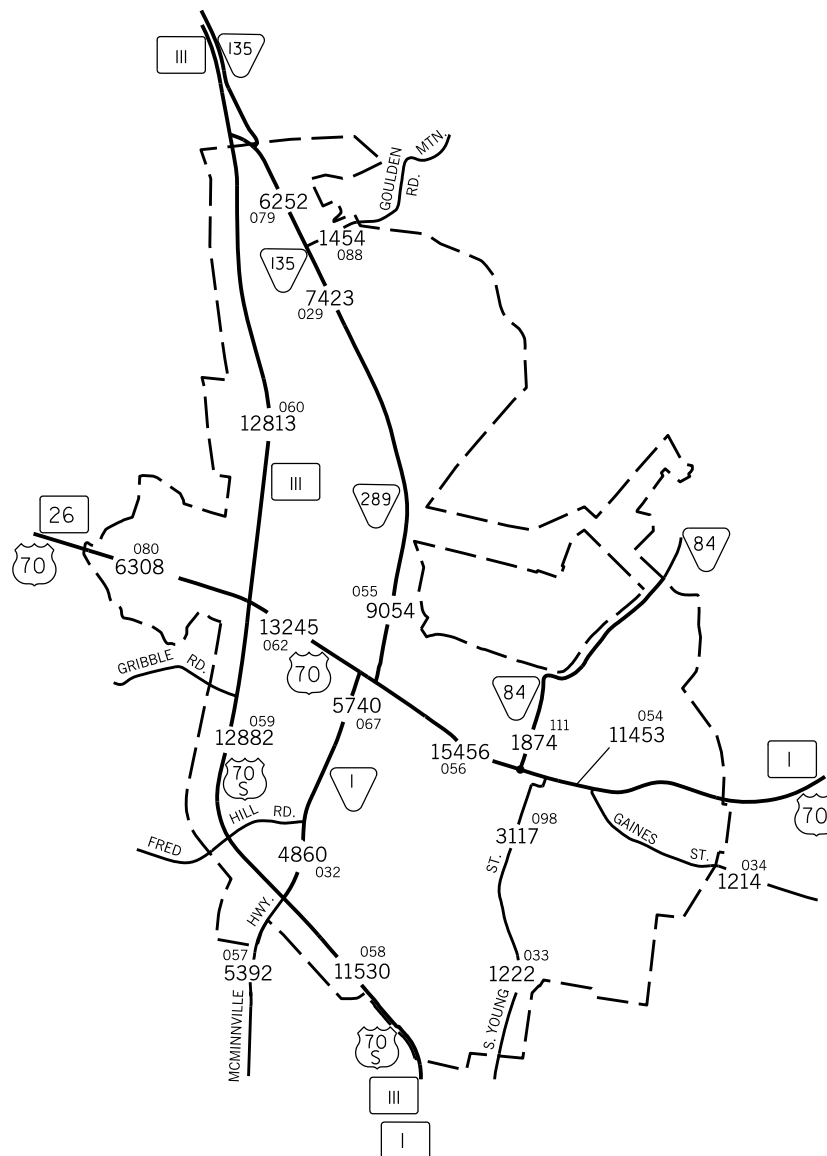 III
135
GOULDEN
MTN.
RD.
6252
079
1454
088
135
7423
029
060
12813
III
289
26
84
080
6308
70
055
9054
13245
062
GRIBBLE RD.
70
5740
067
84
111
1874
054
11453
059
12882
15456
056
I
70
S
I
70
HILL RD.
FRED
098
3117
GAINES ST.
4860
032
ST.
034
1214
HWY.
057
5392
058
11530
033
1222
MCMINNVILLE
S. YOUNG
70
S
III
I